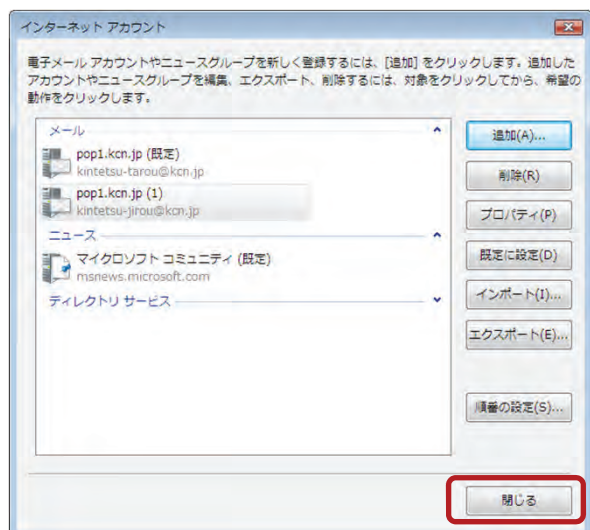 インターネット アカウント
電子メール アカウントやニュースグループを新しく登録するには、[追加] をクリックします。追加した
アカウントやニュースグループを編集、エクスポート、削除するには、対象をクリックしてから、希望の
動作をクリックします。
メール
pop1.kcn.jp (既定)
kintetsu-tarou@kcn.jp
pop1.kcn.jp (1)
kintetsu-jirou@kcn.jp
ニュース
マイクロソフト コミュニティ (既定)
msnews.microsoft.com
ディレクトリ サービス
追加(A)...
削除(R)
プロパティ(P)
既定に設定(D)
インポート(I)...
エクスポート(E)...
順番の設定(S)...
閉じる